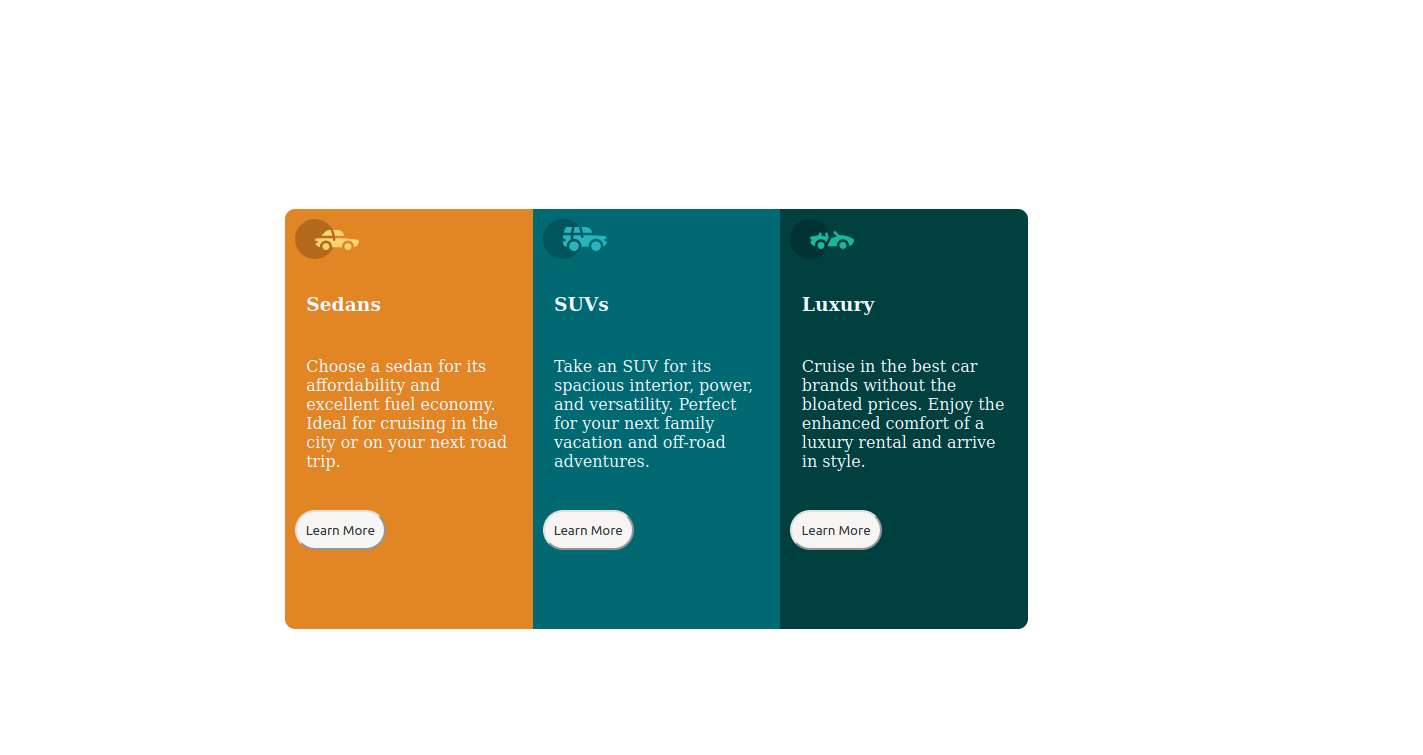 Sedans
Choose a sedan for its
affordability and
excellent fuel economy.
Ideal for cruising in the
city or on your next road
trip.
Learn More
SUVs
Take an SUV for its
spacious interior, power,
and versatility. Perfect
for your next family
vacation and off-road
adventures.
Learn More
Luxury
Cruise in the best car
brands without the
bloated prices. Enjoy the
enhanced comfort of a
luxury rental and arrive
in style.
Learn More